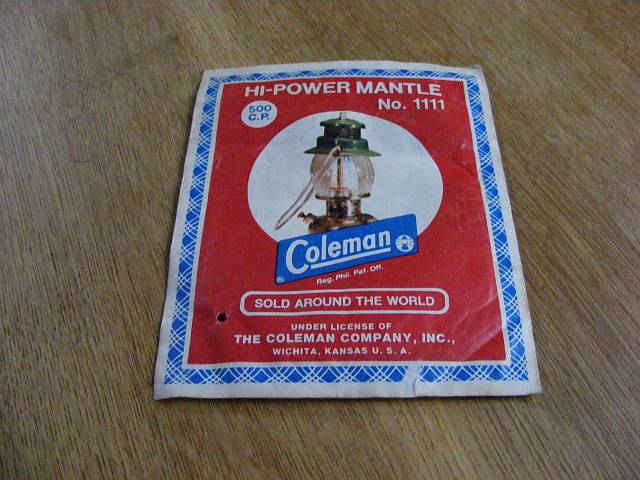 HI-POWER MANTLE
No. 1111
500
C.P.
Coleman
®
Reg. Phil. Pat. Off.
SOLD AROUND THE WORLD
UNDER LICENSE OF
THE COLEMAN COMPANY, INC.,
WICHITA, KANSAS U. S. A.